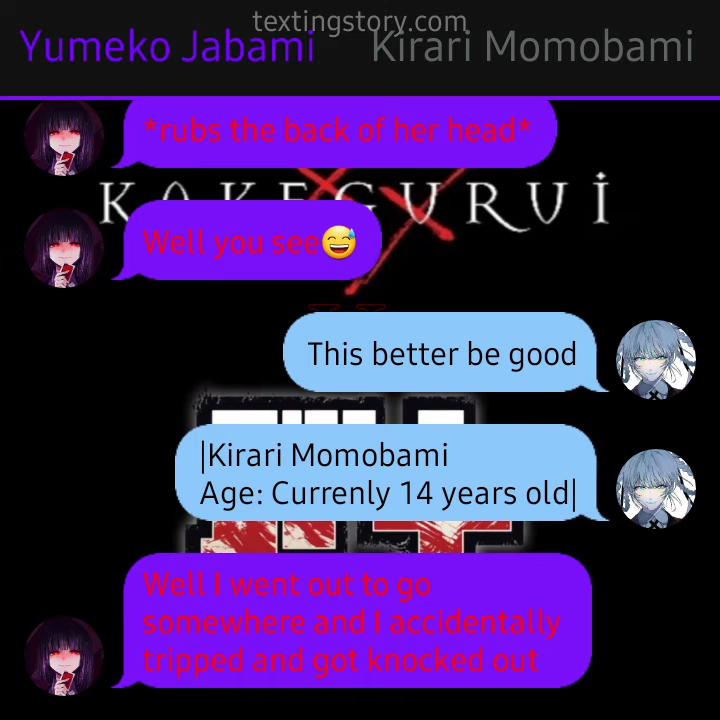 textingstory.com
Yumeko Jabami Kirari Momobami
*rubs the back of her head*
KAKEGURUI
Well you see😅
This better be good
|Kirari Momobami
Age: Currenly 14 years old|
Well I went out to go
somewhere and I accidentally
tripped and got knocked out